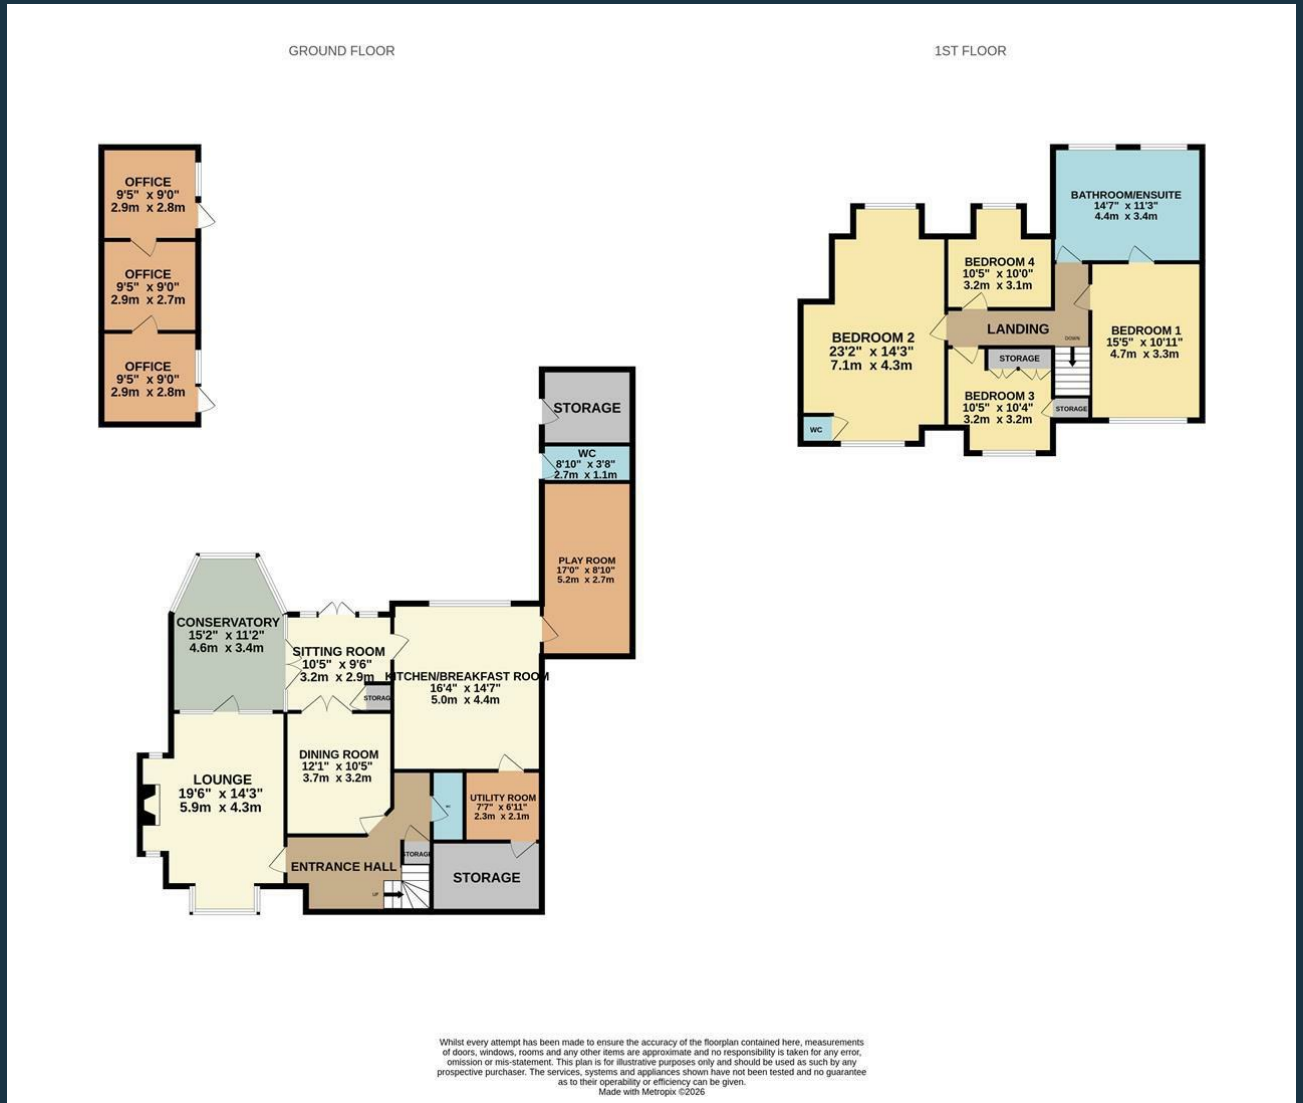 GROUND FLOOR
1ST FLOOR
OFFICE
9'5" x 9'0"
2.9m x 2.8m
OFFICE
9'5" x 9'0"
2.9m x 2.7m
OFFICE
9'5" x 9'0"
2.9m x 2.8m
STORAGE
WC
8'10" x 3'8"
2.7m x 1.1m
PLAY ROOM
17'0" x 8'10"
5.2m x 2.7m
CONSERVATORY
15'2" x 11'2"
4.6m x 3.4m
SITTING ROOM
10'5" x 9'6"
3.2m x 2.9m
STORAG
KITCHEN/BREAKFAST ROOM
16'4" x 14'7"
5.0m x 4.4m
DINING ROOM
12'1" x 10'5"
3.7m x 3.2m
LOUNGE
19'6" x 14'3"
5.9m x 4.3m
UTILITY ROOM
7'7" x 6'11"
2.3m x 2.1m
STORAGE
ENTRANCE HALL
UP
STORAGE
BATHROOM/ENSUITE
14'7" x 11'3"
4.4m x 3.4m
BEDROOM 4
10'5" x 10'0"
3.2m x 3.1m
BEDROOM 2
23'2" x 14'3"
7.1m x 4.3m
LANDING
DOWN
BEDROOM 1
15'5" x 10'11"
4.7m x 3.3m
STORAGE
BEDROOM 3
10'5" x 10'4"
3.2m x 3.2m
STORAGE
WC
Whilst every attempt has been made to ensure the accuracy of the floorplan contained here, measurements
of doors, windows, rooms and any other items are approximate and no responsibility is taken for any error,
omission or mis-statement. This plan is for illustrative purposes only and should be used as such by any
prospective purchaser. The services, systems and appliances shown have not been tested and no guarantee
as to their operability or efficiency can be given.
Made with Metropix ©2026